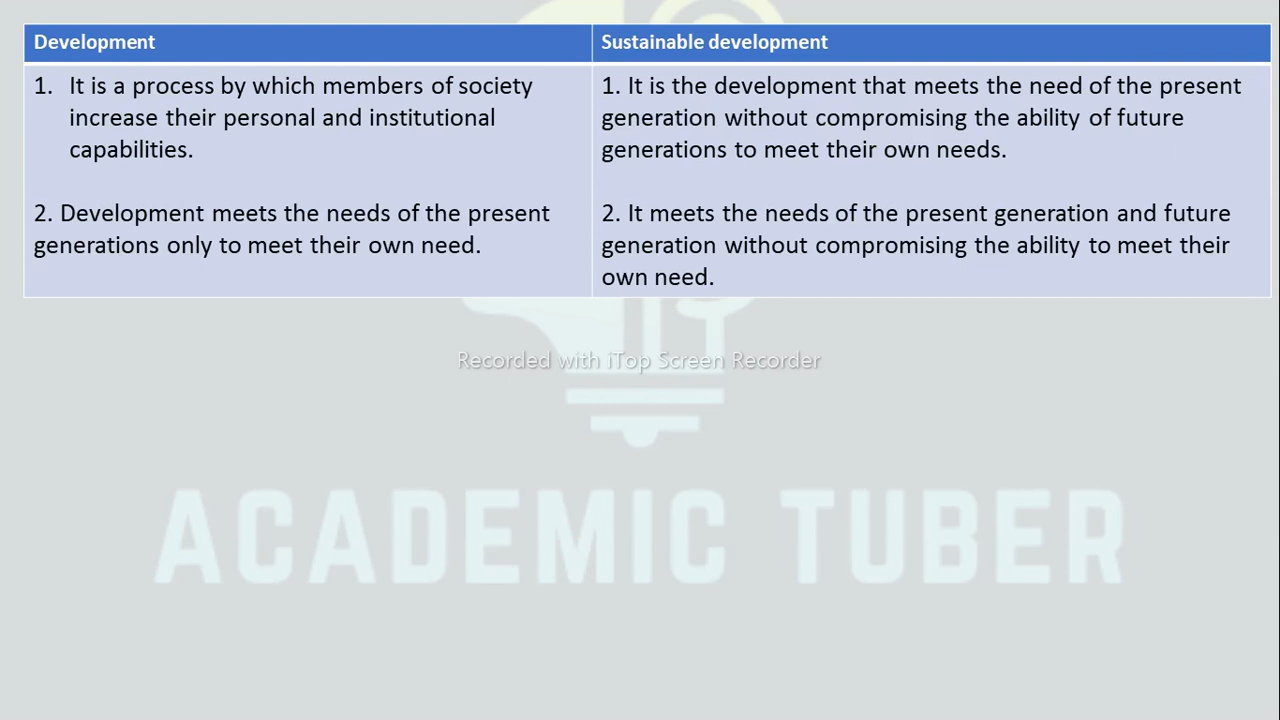 Development
Sustainable development
1. It is a process by which members of society
increase their personal and institutional
capabilities.
2. Development meets the needs of the present
generations only to meet their own need.
1. It is the development that meets the need of the present
generation without compromising the ability of future
generations to meet their own needs.
2. It meets the needs of the present generation and future
generation without compromising the ability to meet their
own need.
Recorded with iTop Screen Recorder
ACADEMIC TUBER